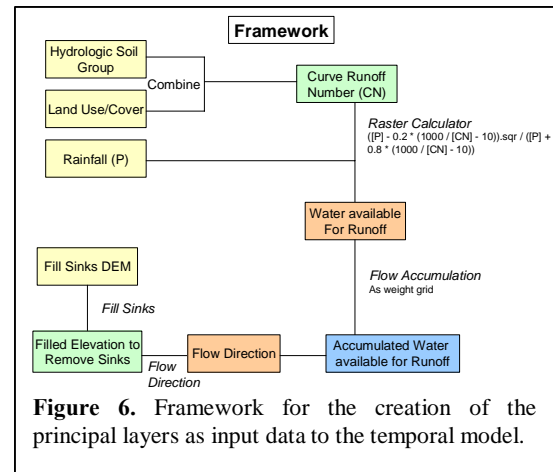 Framework
Hydrologic Soil
Group
Combine
Land Use/Cover
Curve Runoff
Number (CN)
Raster Calculator
([P] - 0.2 * (1000 / [CN] - 10)).sqr / ([P] +
0.8 * (1000 / [CN] - 10))
Rainfall (P)
Water available
For Runoff
Fill Sinks DEM
Flow Accumulation
As weight grid
Fill Sinks
Filled Elevation to
Remove Sinks
Flow
Direction
Flow Direction
Accumulated Water
available for Runoff
Figure 6. Framework for the creation of the
principal layers as input data to the temporal model.